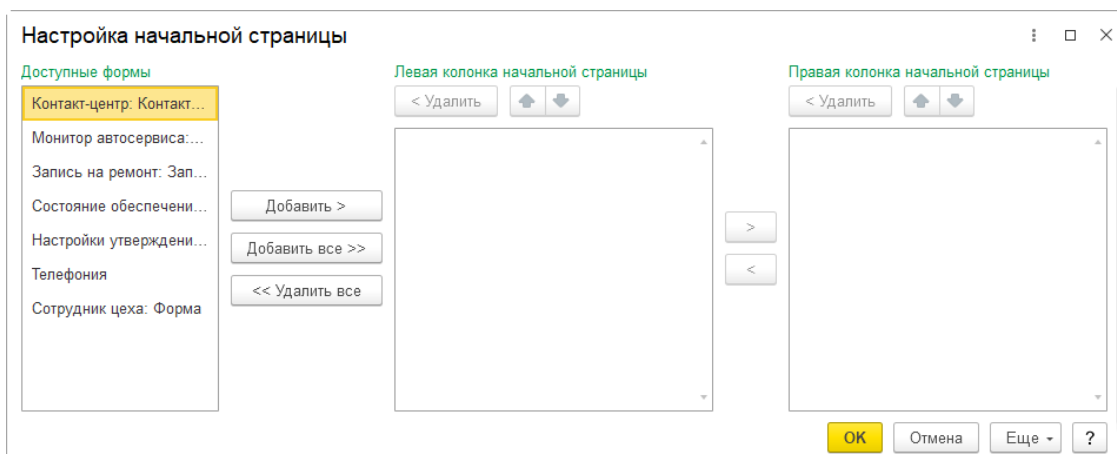 Настройка начальной страницы
Доступные формы
Левая колонка начальной страницы
Правая колонка начальной страницы
< Удалить
< Удалить
Контакт-центр: Контакт...
Монитор автосервиса:...
Запись на ремонт: Зап...
Состояние обеспечени...
Настройки утверждени...
Телефония
Сотрудник цеха: Форма
Добавить >
Добавить все >>
<< Удалить все
>
<
OK
Отмена
Еще
?